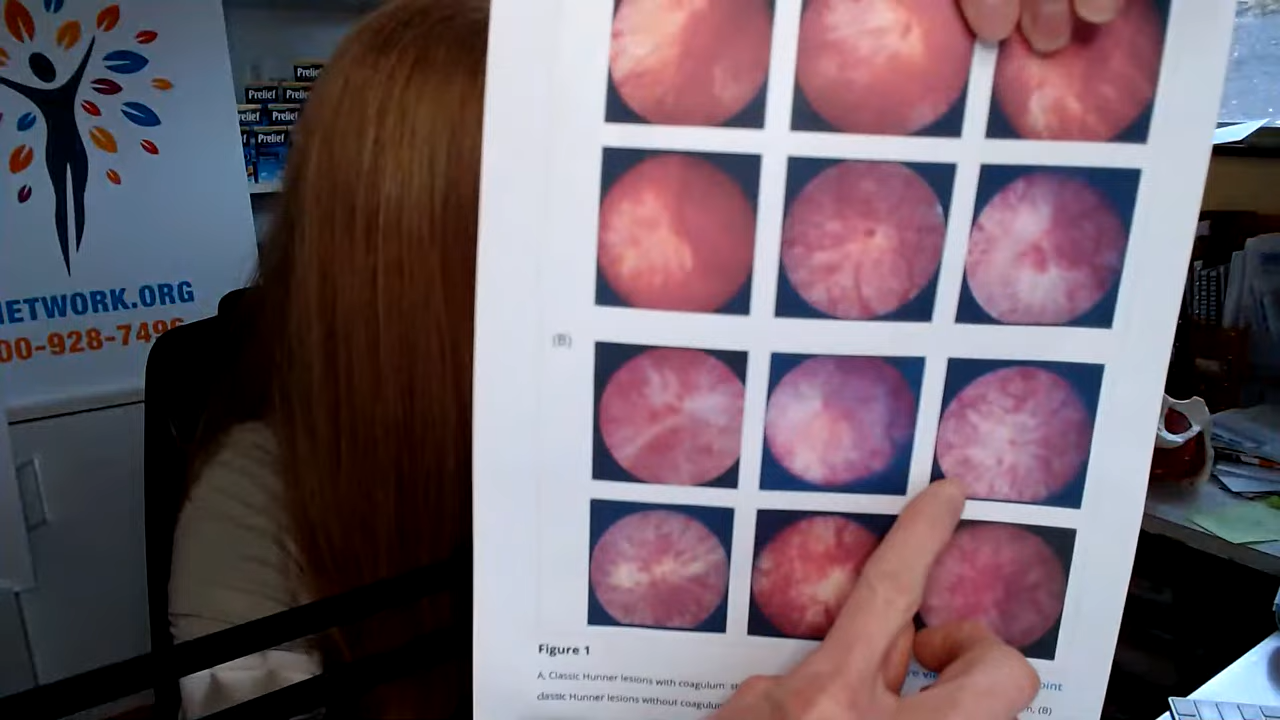 Prelief
Prelief Prelief
Prelief
Prelief
NETWORK.ORG
00-928-7496
(B)
Figure 1
A, Classic Hunner lesions with coagulum
oint
classic Hunner lesions without coagulum
n, (B)